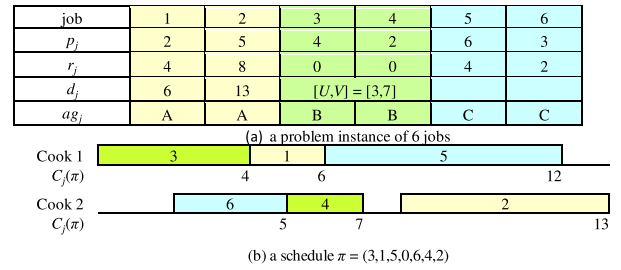 job 1 2 3 4 5 6
pj 2 5 4 2 6 3
rj 4 8 0 0 4 2
dj 6 13 [U,V] = [3,7]
agj A A B B C C
(a) a problem instance of 6 jobs
Cook 1 3 1 5
Cj(π) 4 6 12
Cook 2 6 4 2
Cj(π) 5 7 13
(b) a schedule π = (3,1,5,0,6,4,2)